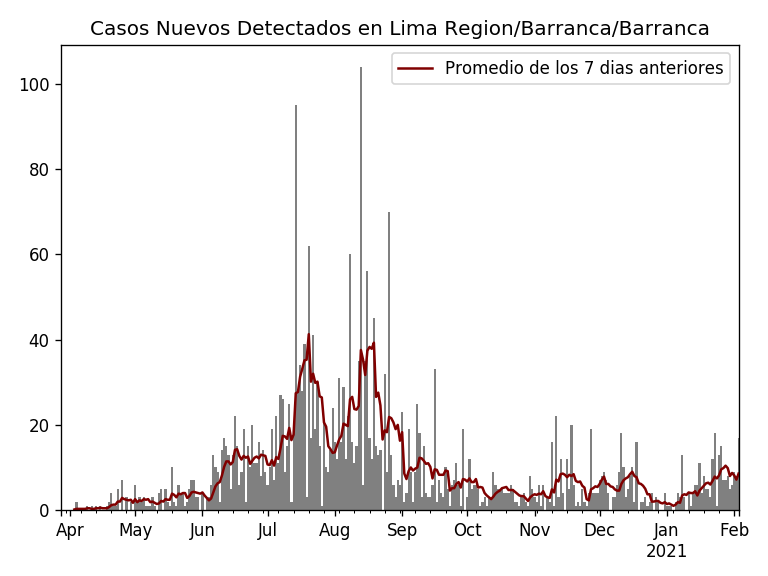 Casos Nuevos Detectados en Lima Region/Barranca/Barranca
Promedio de los 7 dias anteriores
100
80
60
40
20
0
Apr May Jun Jul Aug Sep Oct Nov Dec Jan Feb
2021